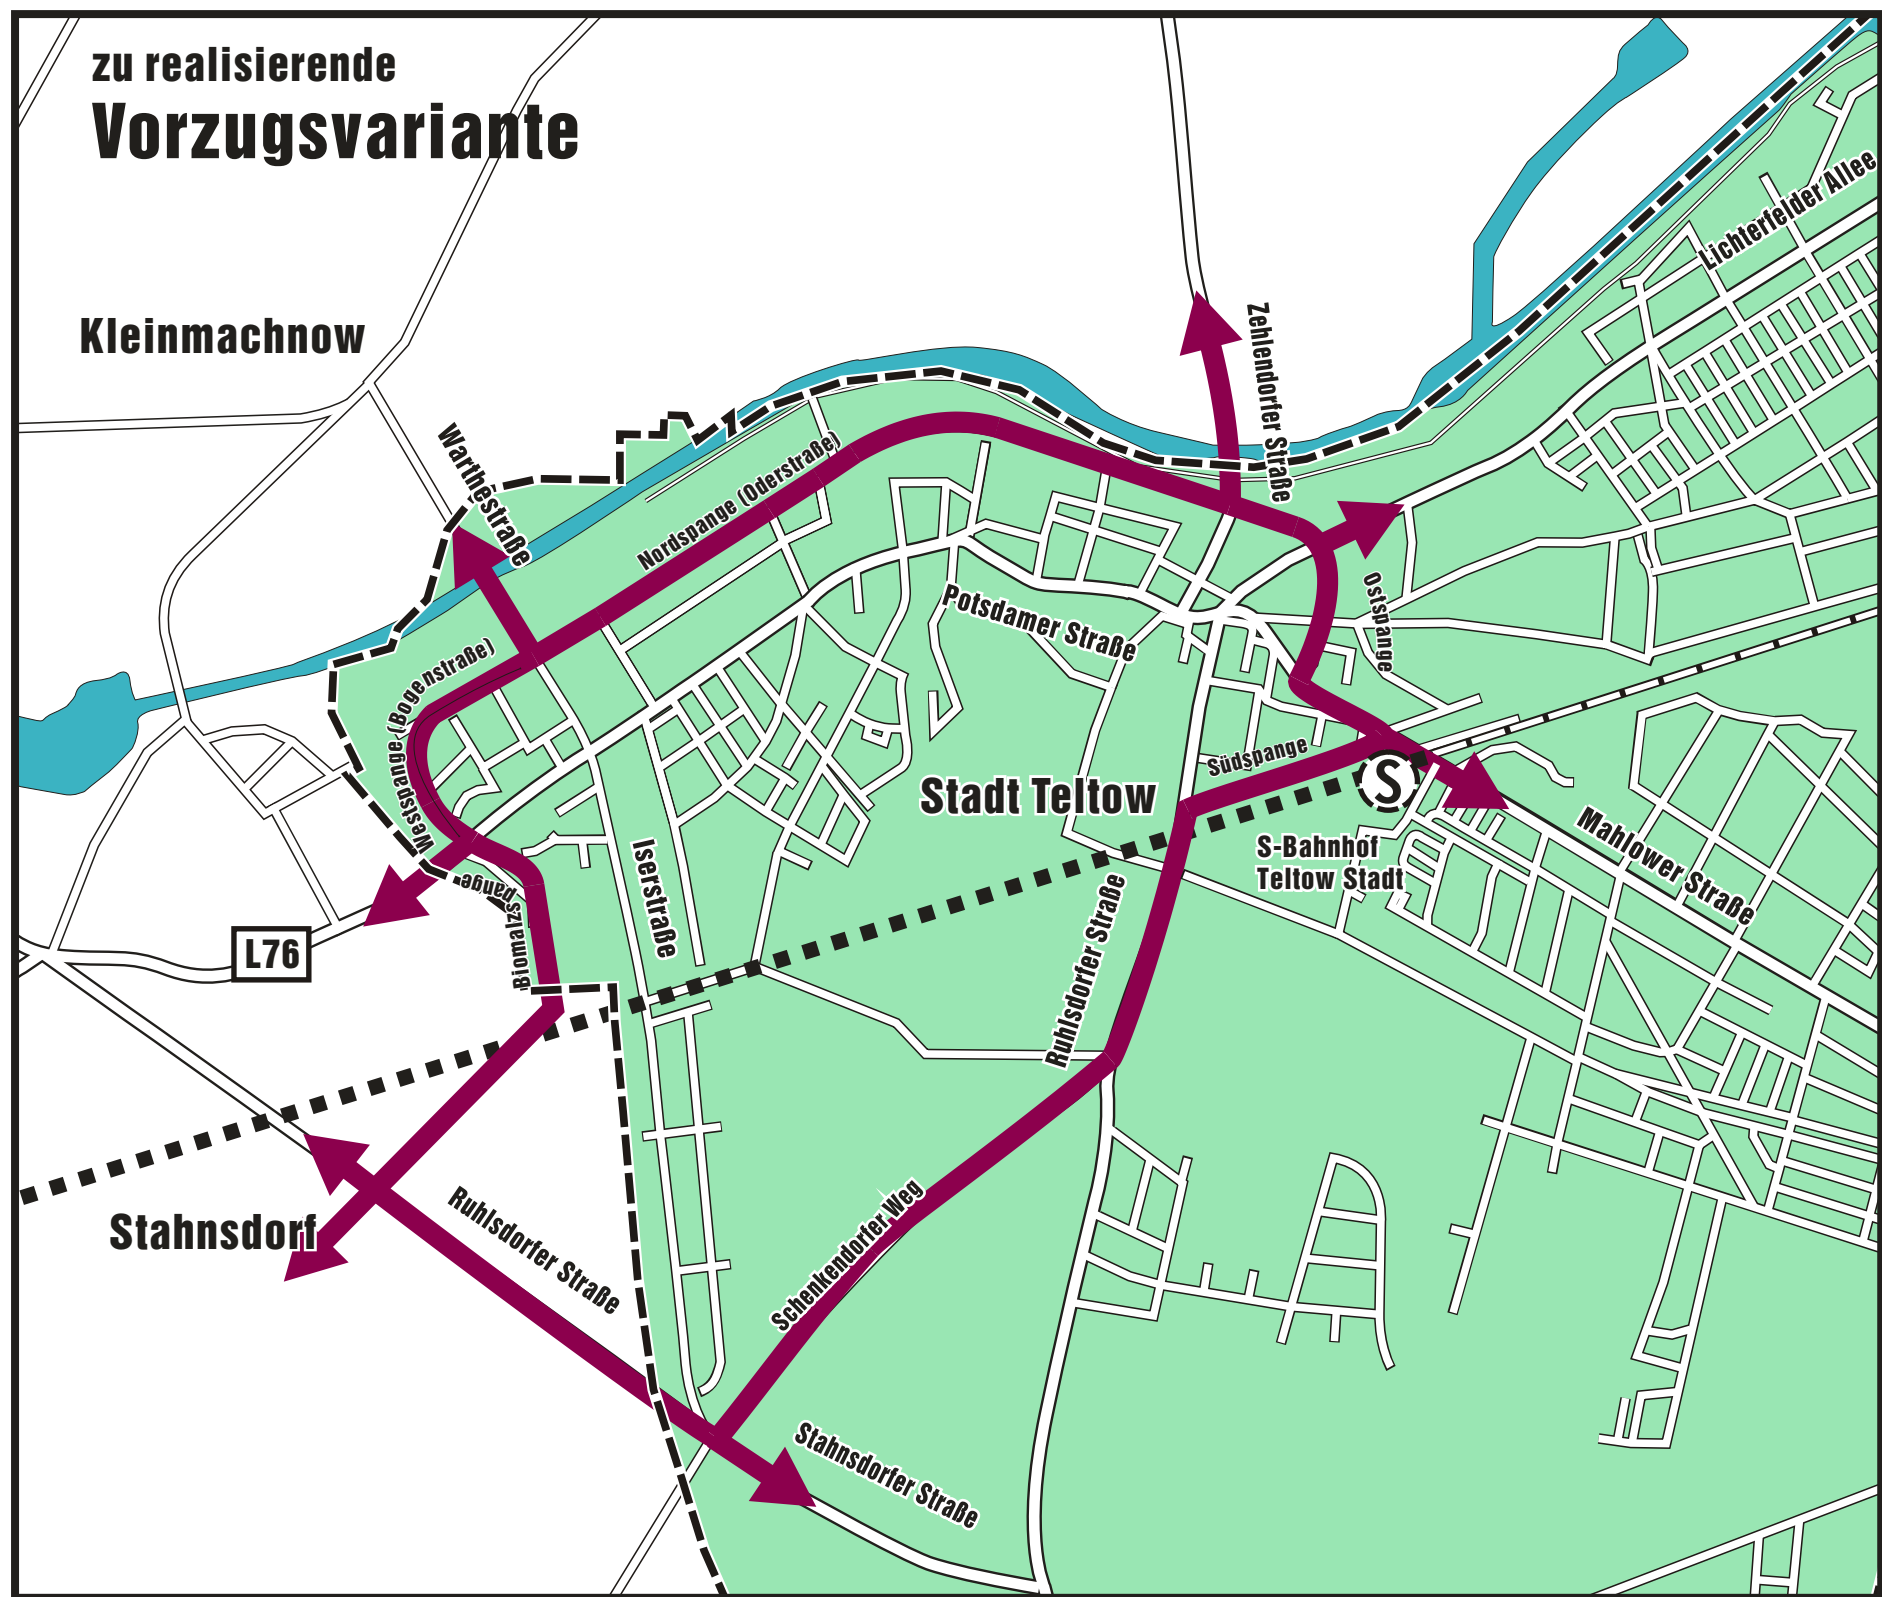 zu realisierende
Vorzugsvariante
Kleinmachnow
Lichterfelder Allee
Zehlendorfer Straße
Warthestraße
Nordspange (Oderstraße)
Potsdamer Straße
Ostspange
Westspange (Bogenstraße)
Südspange
Stadt Teltow
S
S-Bahnhof
Teltow Stadt
Mahlower Straße
Iserstraße
Biomalzspange
L76
Ruhlsdorfer Straße
Stahnsdorf
Ruhlsdorfer Straße
Schenkendorfer Weg
Stahnsdorfer Straße